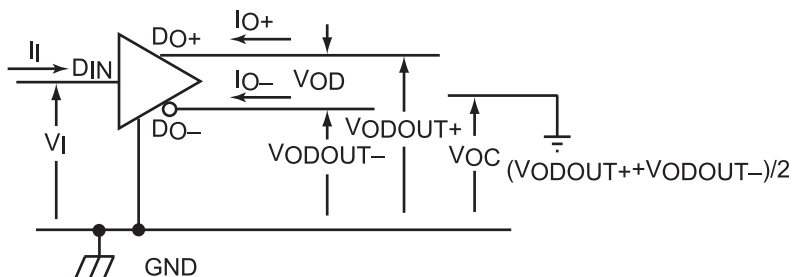 IO+
DO+
II
DIN
IO–
VOD
DO–
VI
VODOUT+
VODOUT–
VOC
(VODOUT++VODOUT–)/2
GND